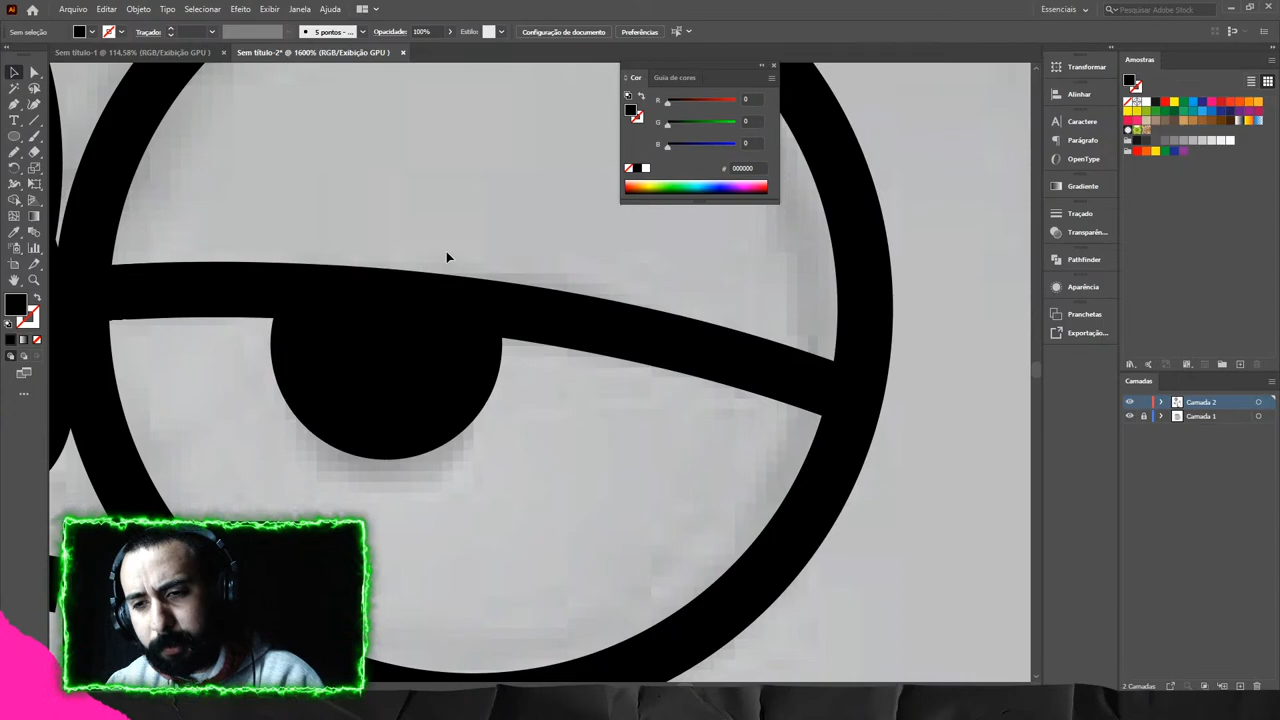 Arquivo Editar Objeto Tipo Selecionar Efeito Exibir Janela Ajuda
Essenciais
Pesquisar Adobe Stock
Sem seleção
Traçado:
5 pontos - ...
Opacidade: 100%
Estilo:
Configuração de documento
Preferências
Sem título-1 @ 114,58% (RGB/Exibição GPU )
Sem título-2* @ 1600% (RGB/Exibição GPU )
Cor
Guia de cores
R 0
G 0
B 0
# 000000
Transformar
Alinhar
Caractere
Parágrafo
OpenType
Gradiente
Traçado
Transparên...
Pathfinder
Aparência
Pranchetas
Exportação...
Amostras
Camadas
Camada 2
Camada 1
2 Camadas